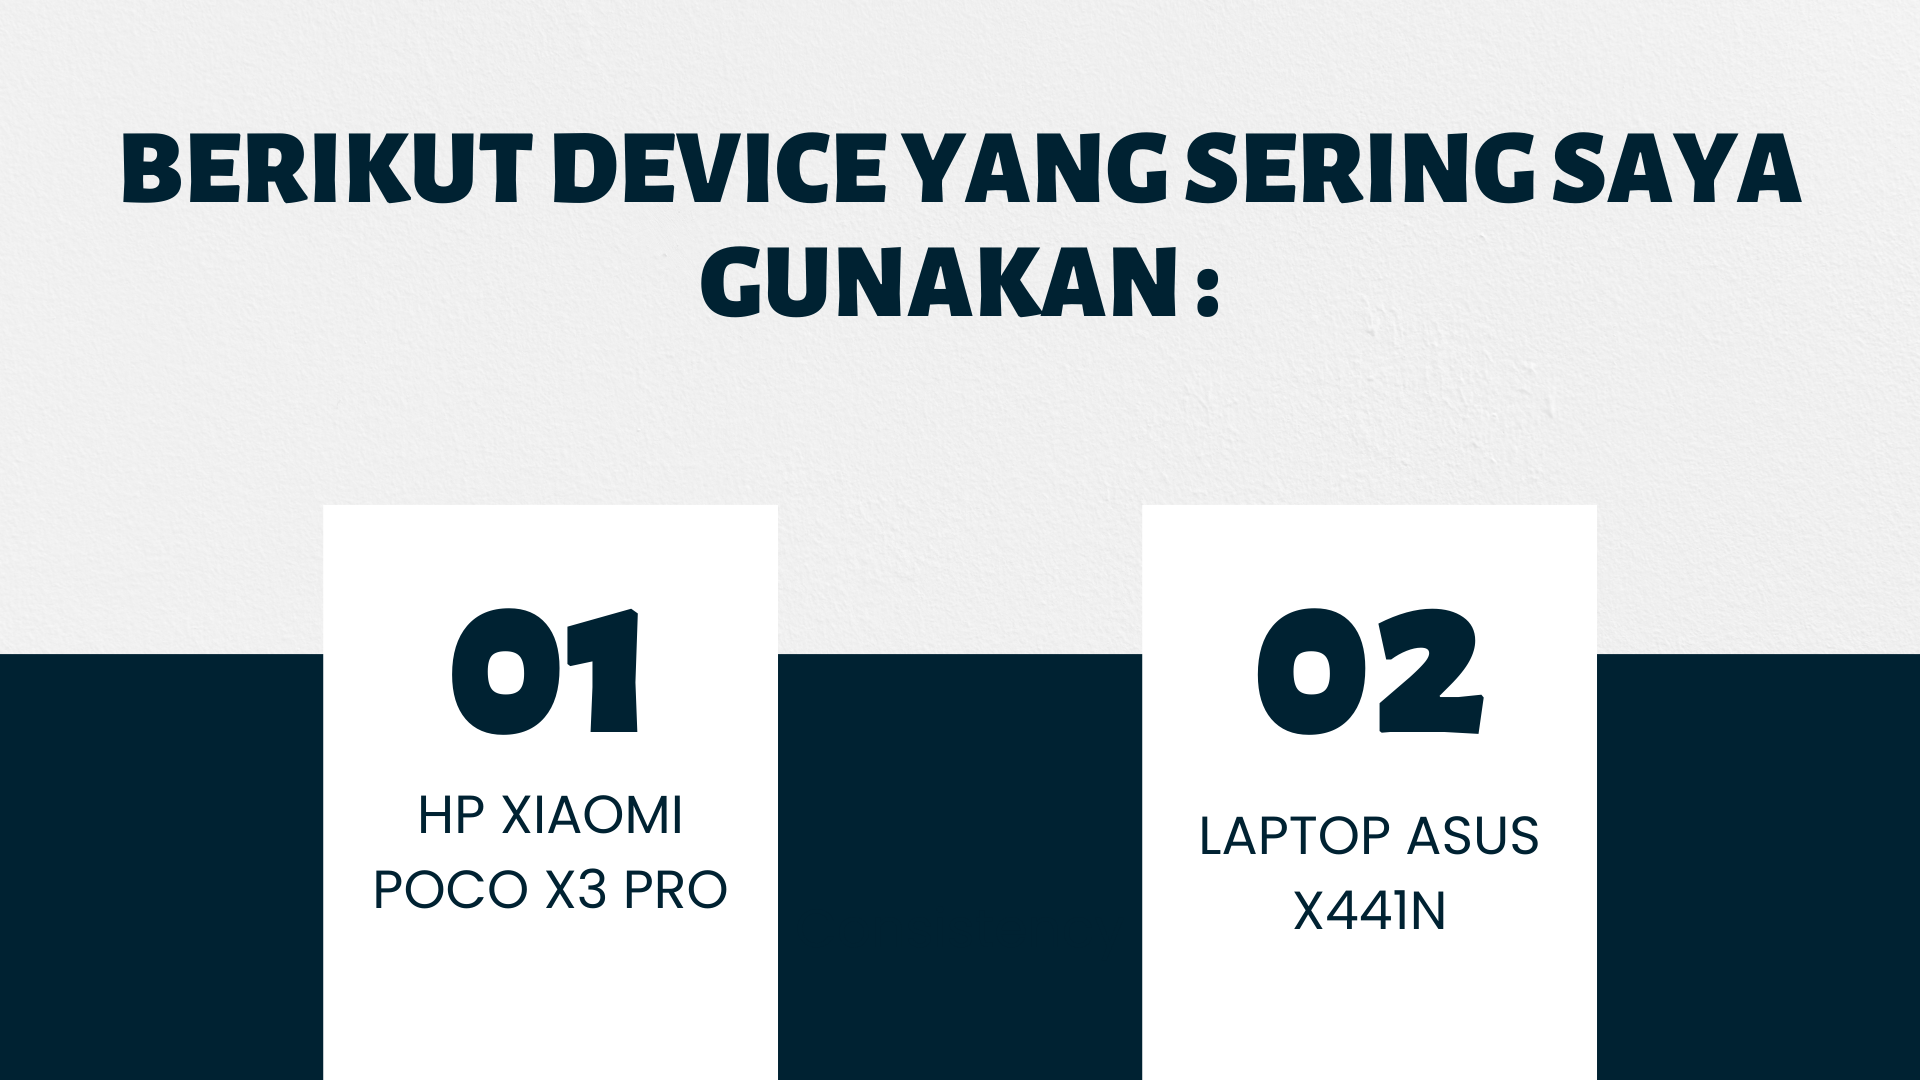 BERIKUT DEVICE YANG SERING SAYA
GUNAKAN :
01
HP XIAOMI
POCO X3 PRO
02
LAPTOP ASUS
X441N